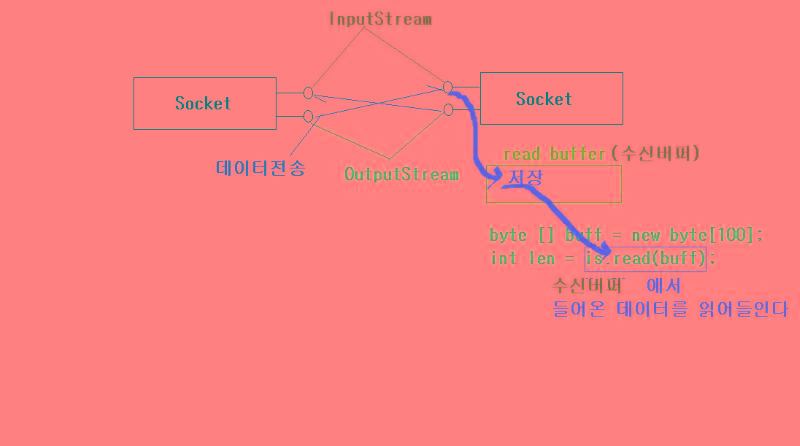 InputStream
Socket
Socket
데이터전송
OutputStream
read buffer(수신버퍼)
저장
byte [] buff = new byte[100];
int len = is.read(buff);
수신버퍼 에서
들어온 데이터를 읽어들인다